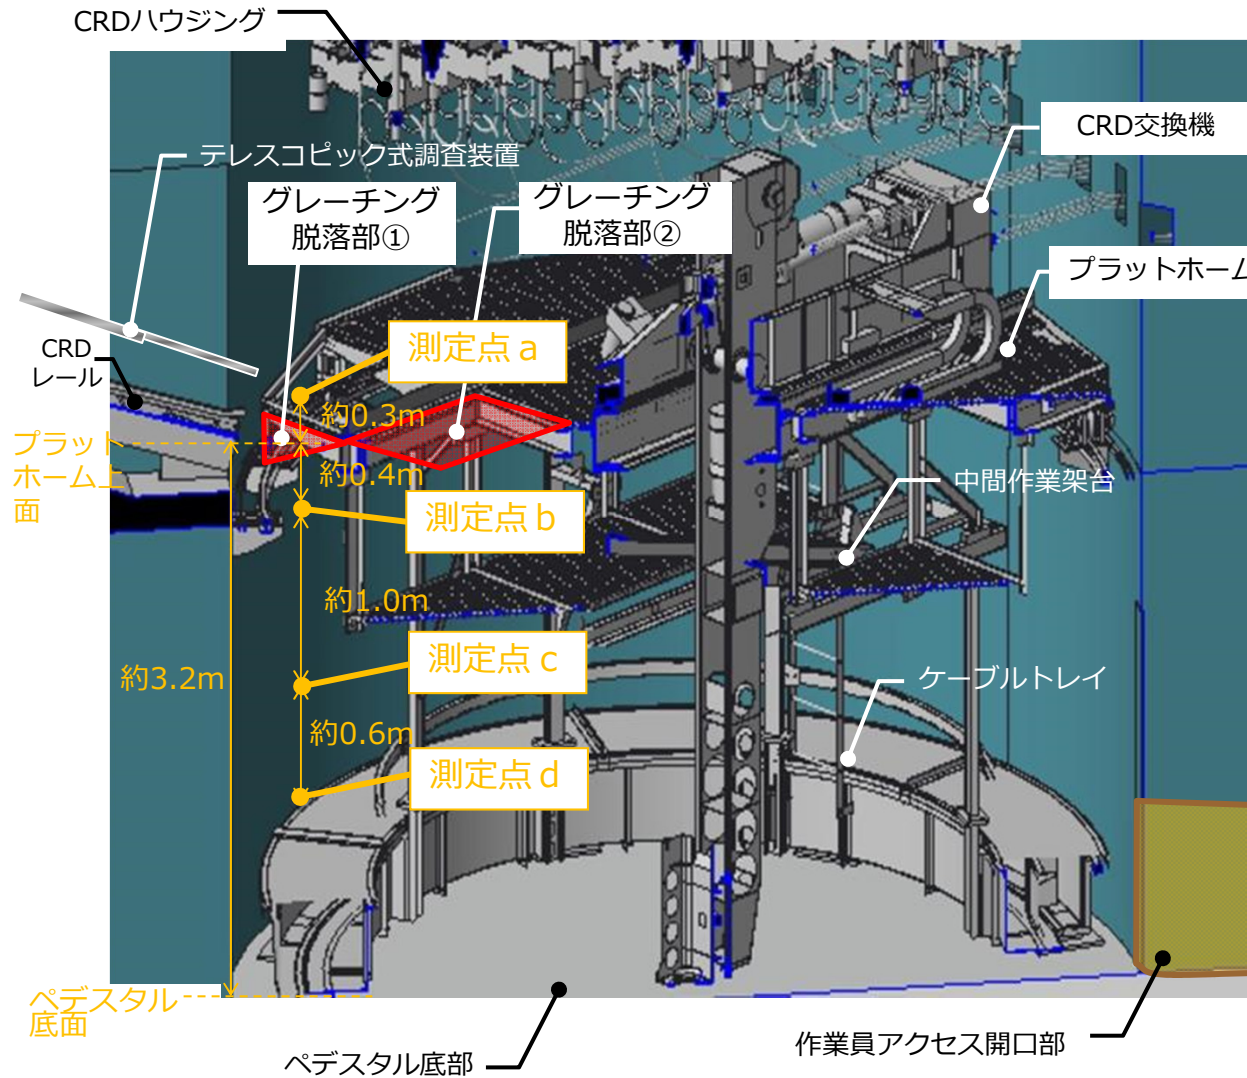 CRDハウジング
CRD交換機
テレスコピック式調査装置
グレーチング
脱落部①
グレーチング
脱落部②
プラットホーム
測定点a
CRD
レール
約0.3m
プラット
ホーム上
面
約0.4m
中間作業架台
測定点b
約1.0m
測定点c
約3.2m
ケーブルトレイ
約0.6m
測定点d
ペデスタル
底面
ペデスタル底部
作業員アクセス開口部